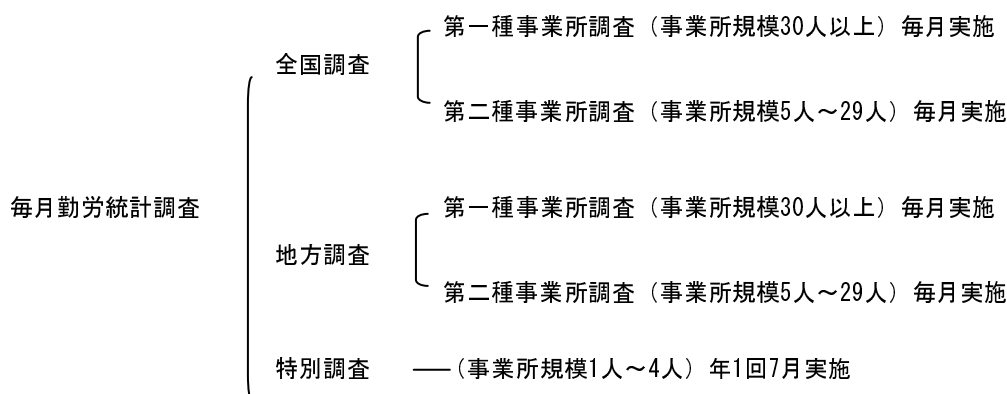 第一種事業所調査（事業所規模30人以上）毎月実施
全国調査
第二種事業所調査（事業所規模5人～29人）毎月実施
毎月勤労統計調査
第一種事業所調査（事業所規模30人以上）毎月実施
地方調査
第二種事業所調査（事業所規模5人～29人）毎月実施
特別調査 ――（事業所規模1人～4人）年1回7月実施